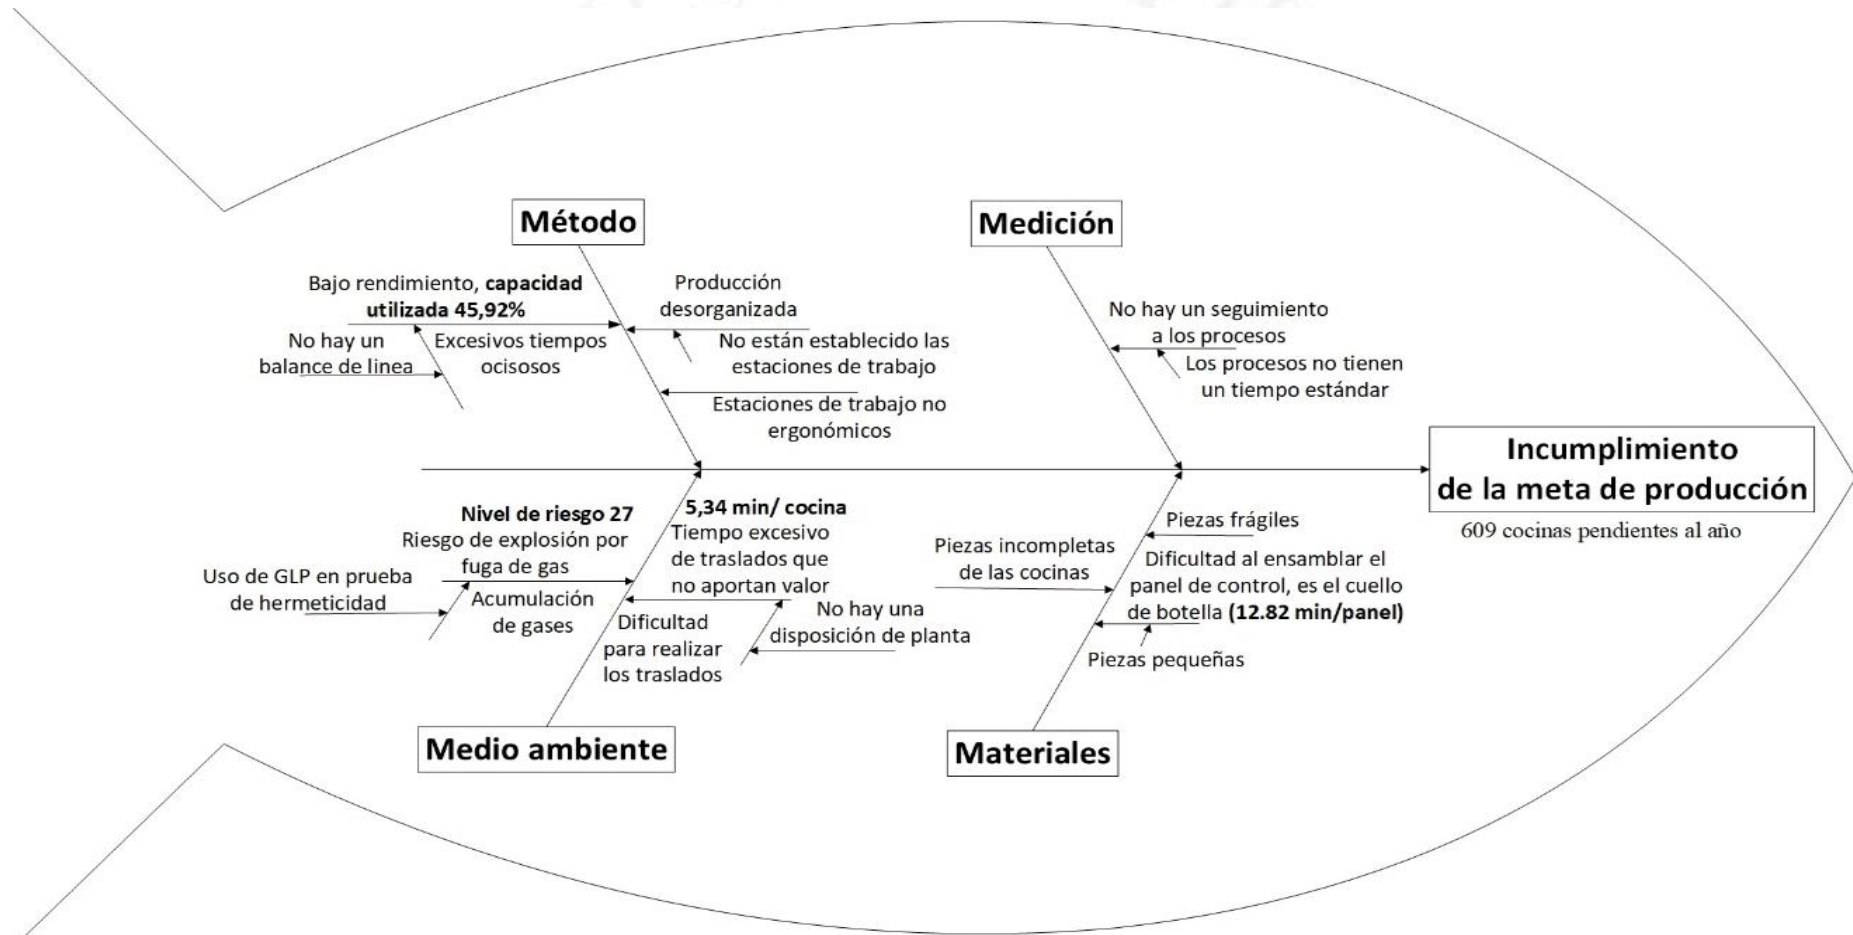 Método
Bajo rendimiento, capacidad
utilizada 45,92%
No hay un
balance de linea
Excesivos tiempos
ocisosos
Producción
desorganizada
No están establecido las
estaciones de trabajo
Estaciones de trabajo no
ergonómicos
Medición
No hay un seguimiento
a los procesos
Los procesos no tienen
un tiempo estándar
Incumplimiento
de la meta de producción
609 cocinas pendientes al año
Nivel de riesgo 27
Riesgo de explosión por
fuga de gas
Uso de GLP en prueba
de hermeticidad
Acumulación
de gases
5,34 min/ cocina
Tiempo excesivo
de traslados que
no aportan valor
Dificultad
para realizar
los traslados
No hay una
disposición de planta
Medio ambiente
Piezas incompletas
de las cocinas
Piezas frágiles
Dificultad al ensamblar el
panel de control, es el cuello
de botella (12.82 min/panel)
Piezas pequeñas
Materiales